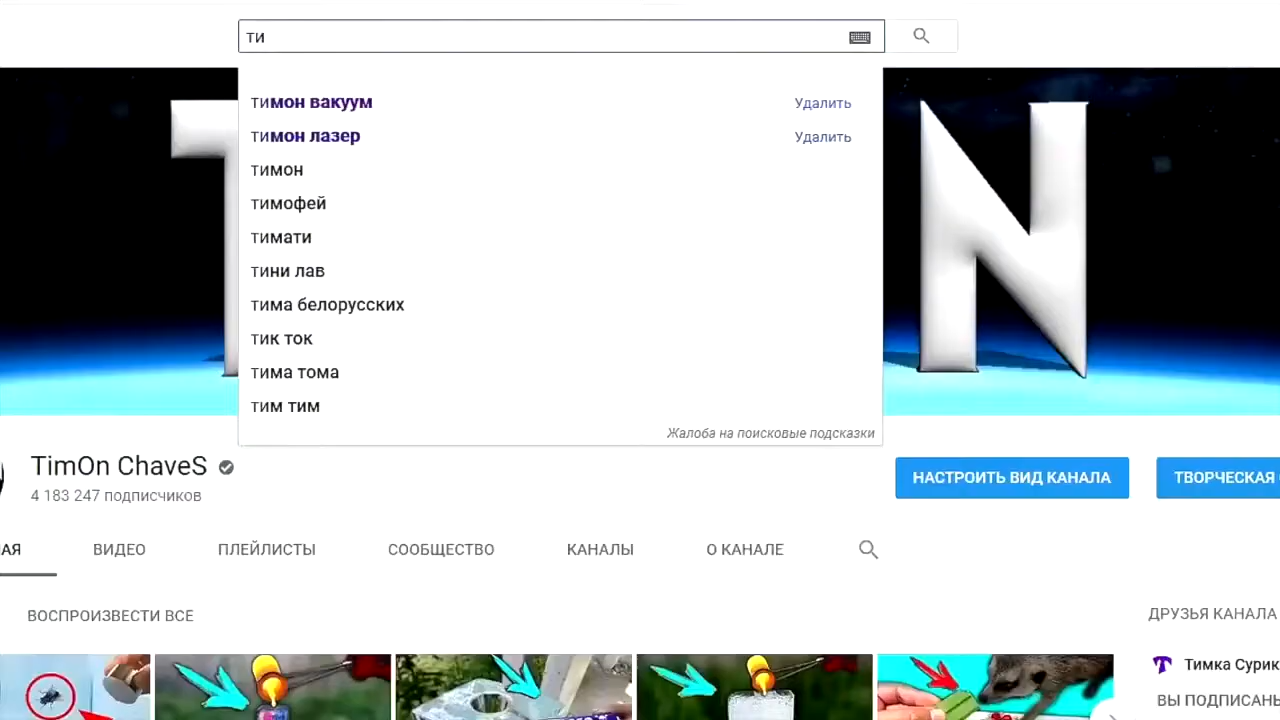 ти
тимон вакуум Удалить
тимон лазер Удалить
тимон
тимофей
тимати
тини лав
тима белорусских
тик ток
тима тома
тим тим
Жалоба на поисковые подсказки
T N
TimOn ChaveS
4 183 247 подписчиков
НАСТРОИТЬ ВИД КАНАЛА ТВОРЧЕСКАЯ
АЯ ВИДЕО ПЛЕЙЛИСТЫ СООБЩЕСТВО КАНАЛЫ О КАНАЛЕ
ВОСПРОИЗВЕСТИ ВСЕ
ДРУЗЬЯ КАНАЛА
Тимка Сурик
ВЫ ПОДПИСАНЫ